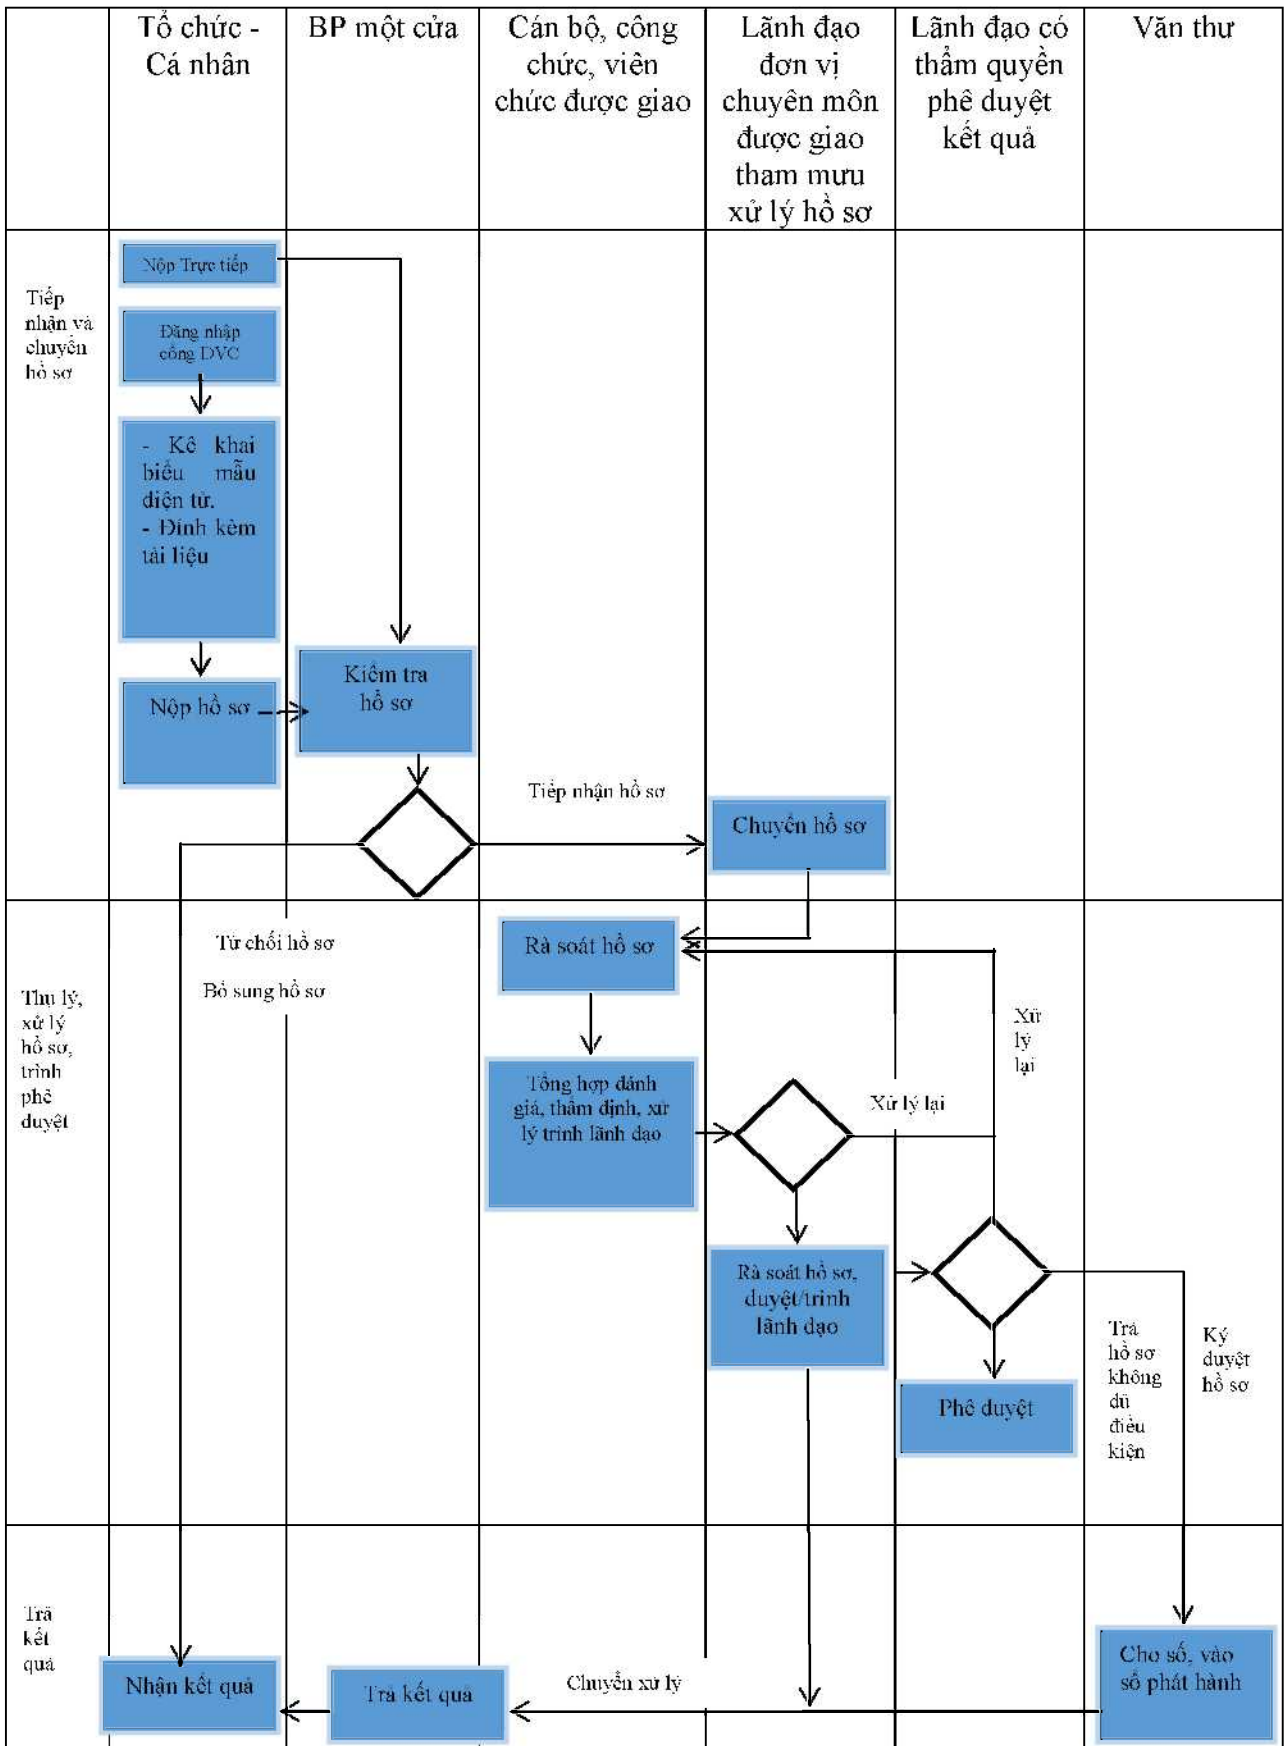 Tổ chức -
Cá nhân
BP một cửa
Cán bộ, công
chức, viên
chức được giao
Lãnh đạo
đơn vị
chuyên môn
được giao
tham mưu
xử lý hồ sơ
Lãnh đạo có
thẩm quyền
phê duyệt
kết quả
Văn thư
Tiếp
nhận và
chuyển
hồ sơ
Nộp Trực tiếp
Đăng nhập
cổng DVC
- Kê khai
biểu mẫu
điện tử.
- Đính kèm
tài liệu
Nộp hồ sơ
Kiểm tra
hồ sơ
Tiếp nhận hồ sơ
Chuyển hồ sơ
Thụ lý,
xử lý
hồ sơ,
trình
phê
duyệt
Từ chối hồ sơ
Bổ sung hồ sơ
Rà soát hồ sơ
Tổng hợp đánh
giá, thẩm định, xử
lý trình lãnh đạo
Xử lý lại
Xử
lý
lại
Rà soát hồ sơ,
duyệt/trình
lãnh đạo
Phê duyệt
Trả
hồ sơ
không
đủ
điều
kiện
Ký
duyệt
hồ sơ
Trả
kết
quả
Nhận kết quả
Trả kết quả
Chuyển xử lý
Cho số, vào
sổ phát hành